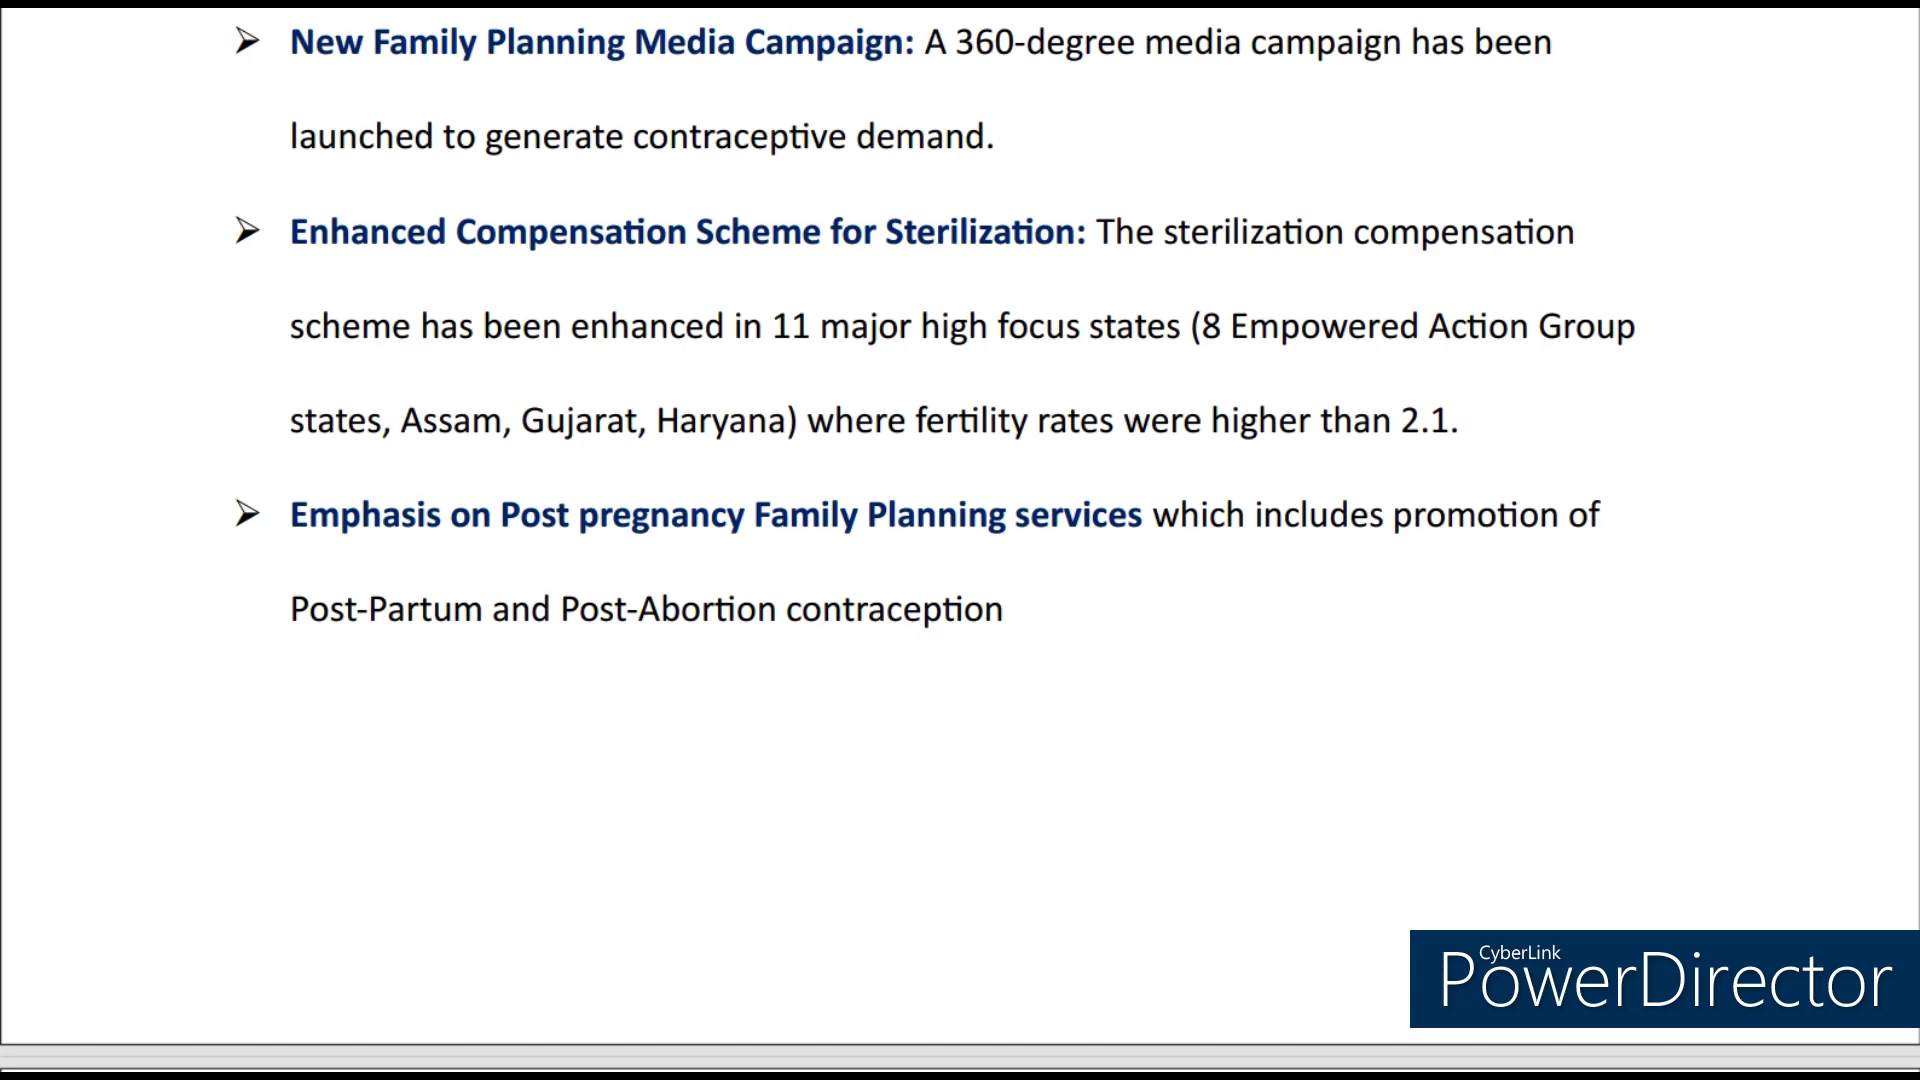 ➢ New Family Planning Media Campaign: A 360-degree media campaign has been
launched to generate contraceptive demand.
➢ Enhanced Compensation Scheme for Sterilization: The sterilization compensation
scheme has been enhanced in 11 major high focus states (8 Empowered Action Group
states, Assam, Gujarat, Haryana) where fertility rates were higher than 2.1.
➢ Emphasis on Post pregnancy Family Planning services which includes promotion of
Post-Partum and Post-Abortion contraception
CyberLink
PowerDirector